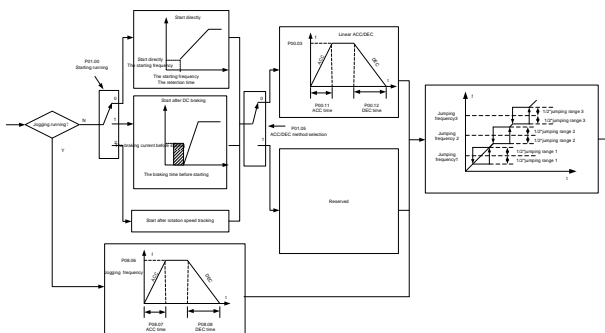 P01.00
Starting running
Jogging running?
N
Y
0
1
2
Start directly
Start directly
The starting frequency
The starting frequency
The retention time
Start after DC braking
braking current before
The braking time before starting
Start after rotation speed tracking
0
1
P01.05
ACC/DEC method selection
Linear ACC/DEC
P00.03
f
ACC
DEC
t
P00.11
ACC time
P00.12
DEC time
Reserved
P08.06
Jogging frequency
f
ACC
DEC
t
P08.07
ACC time
P08.08
DEC time
f
Jumping
frequency3
Jumping
frequency 2
Jumping
frequency1
1/2*jumping range 3
1/2*jumping range 3
1/2*jumping range 2
1/2*jumping range 2
1/2*jumping range 1
1/2*jumping range 1
t